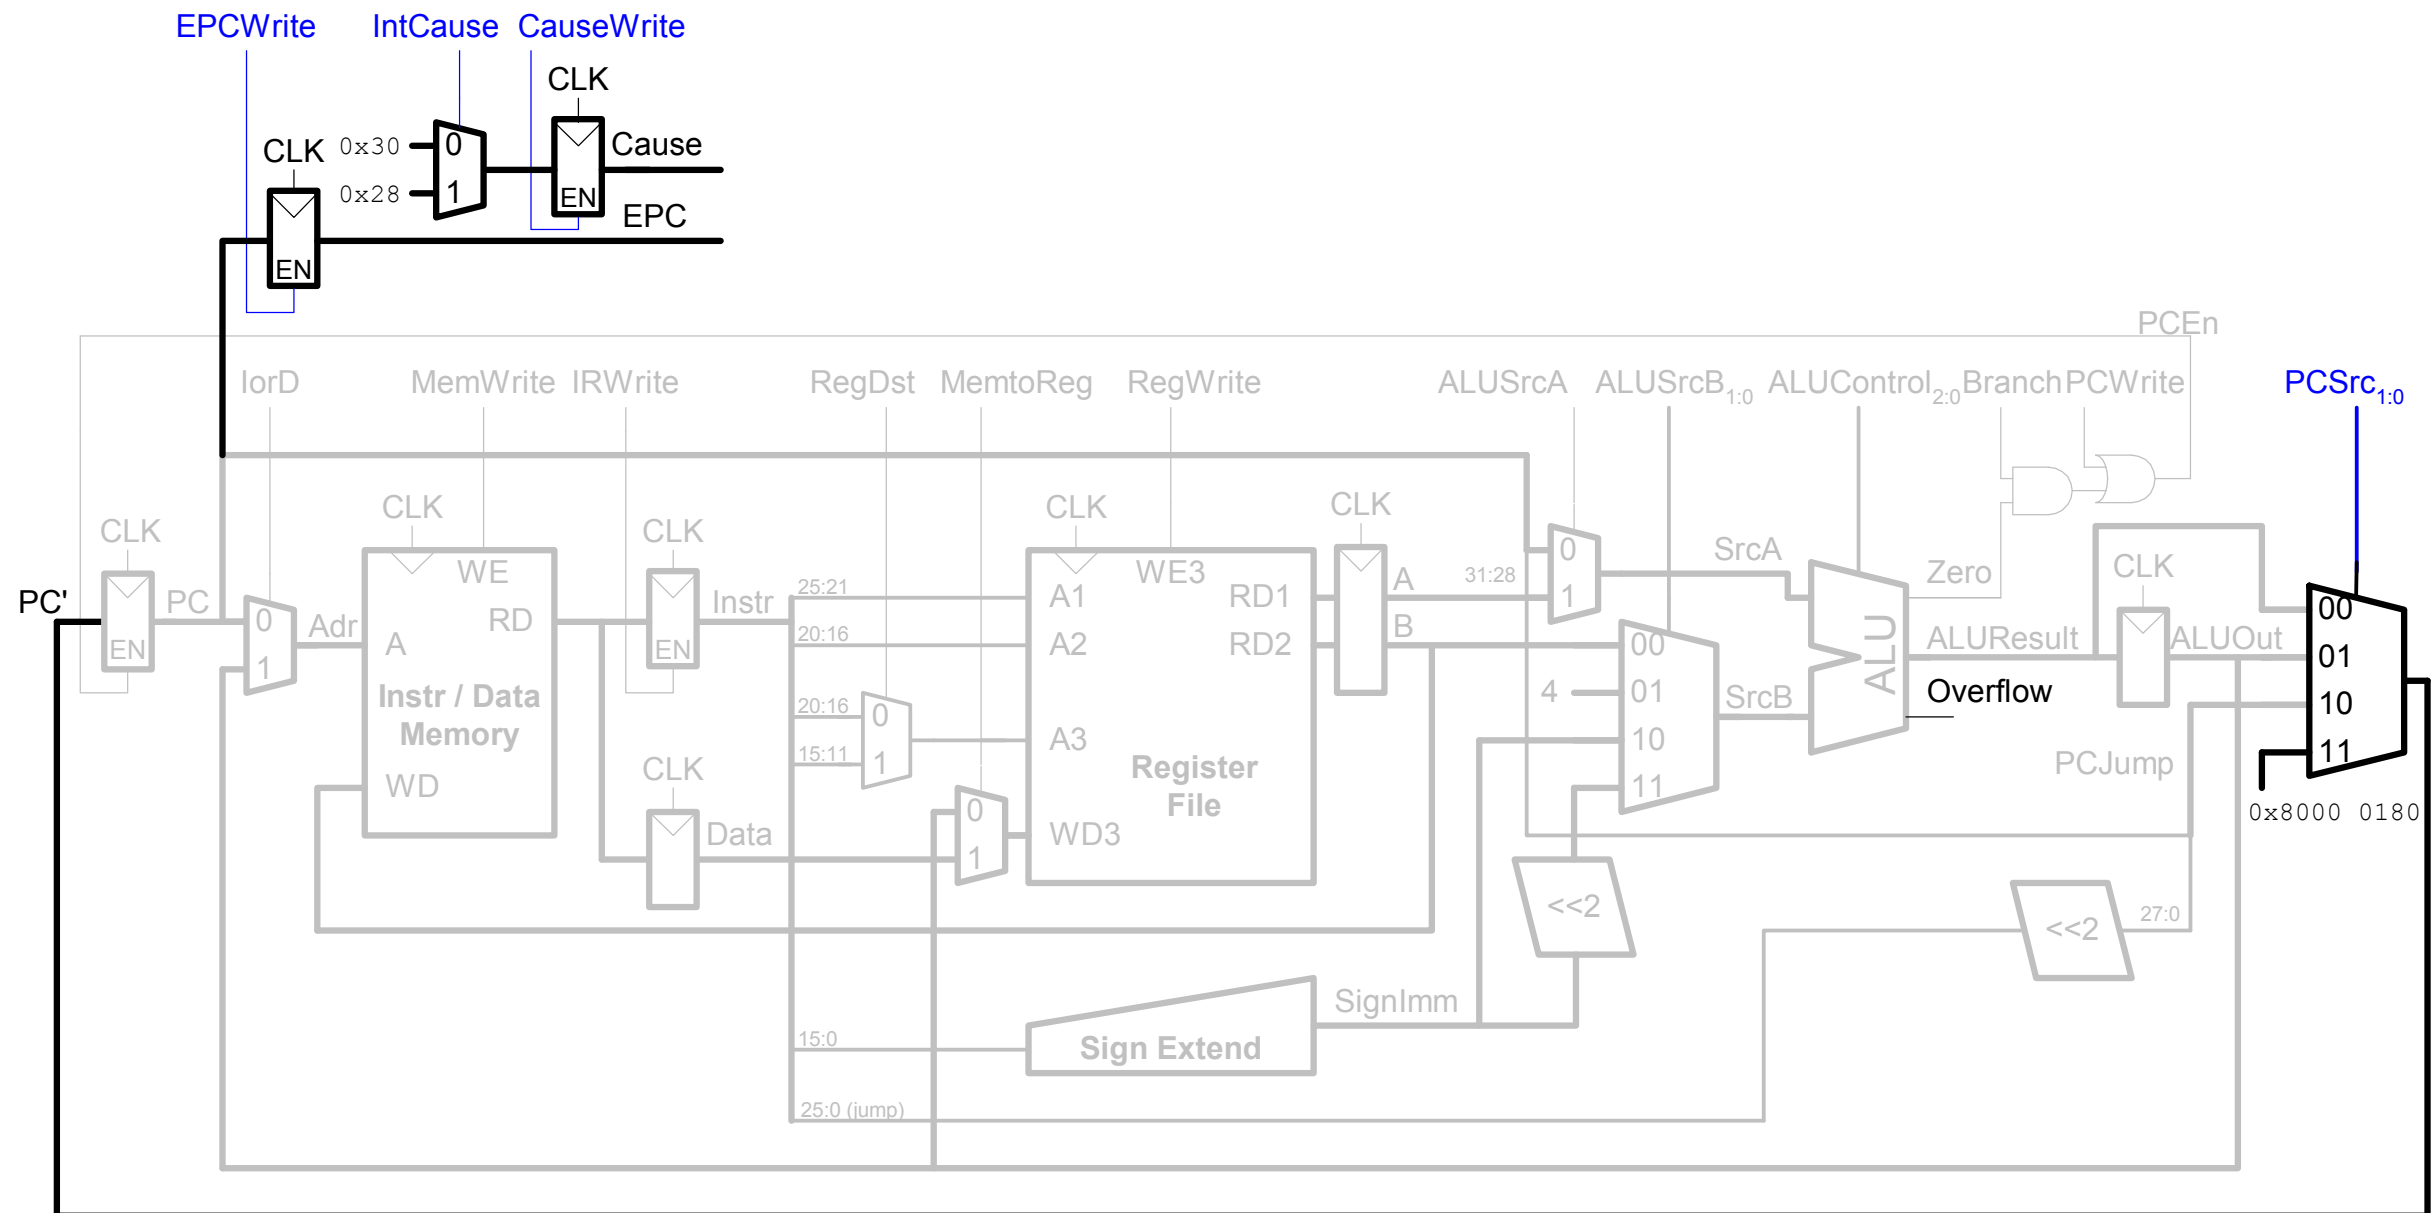 EPCWrite IntCause CauseWrite
CLK
CLK 0x30 0 Cause
0x28 1 EN
EPC
EN
PCEn
IorD MemWrite IRWrite RegDst MemtoReg RegWrite ALUSrcA ALUSrcB1:0 ALUControl2:0 Branch PCWrite PCSrc1:0
CLK CLK CLK CLK CLK
0 SrcA CLK
WE WE3 31:28 Zero
PC' PC 0 Adr A RD Instr 25:21 A1 RD1 A 1 00
EN 1 EN 20:16 A2 RD2 B 00 ALU ALUResult ALUOut 01
Instr / Data 4 01 SrcB Overflow 10
Memory 20:16 0 A3 10 PCJump 11
WD CLK 15:11 1 Register 11
File 0x8000 0180
Data 0 WD3
1
<<2 <<2 27:0
SignImm
15:0 Sign Extend
25:0 (jump)